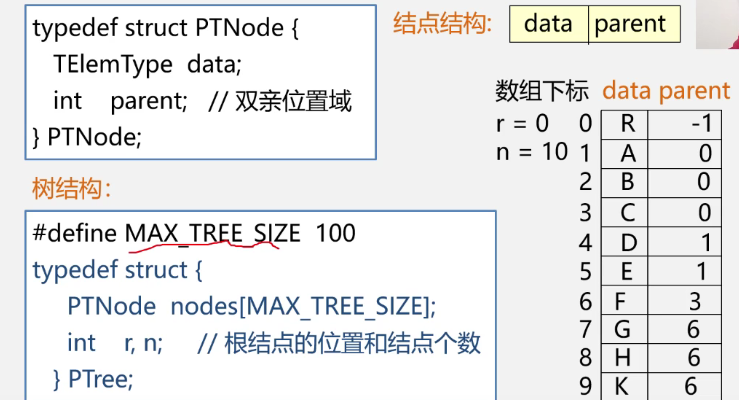 typedef struct PTNode {
TElemType data;
int parent; // 双亲位置域
} PTNode;
结点结构: data parent
树结构:
#define MAX_TREE_SIZE 100
typedef struct {
PTNode nodes[MAX_TREE_SIZE];
int r, n; // 根结点的位置和结点个数
} PTree;
数组下标 data parent
r = 0 0 R -1
n = 10 1 A 0
2 B 0
3 C 0
4 D 1
5 E 1
6 F 3
7 G 6
8 H 6
9 K 6